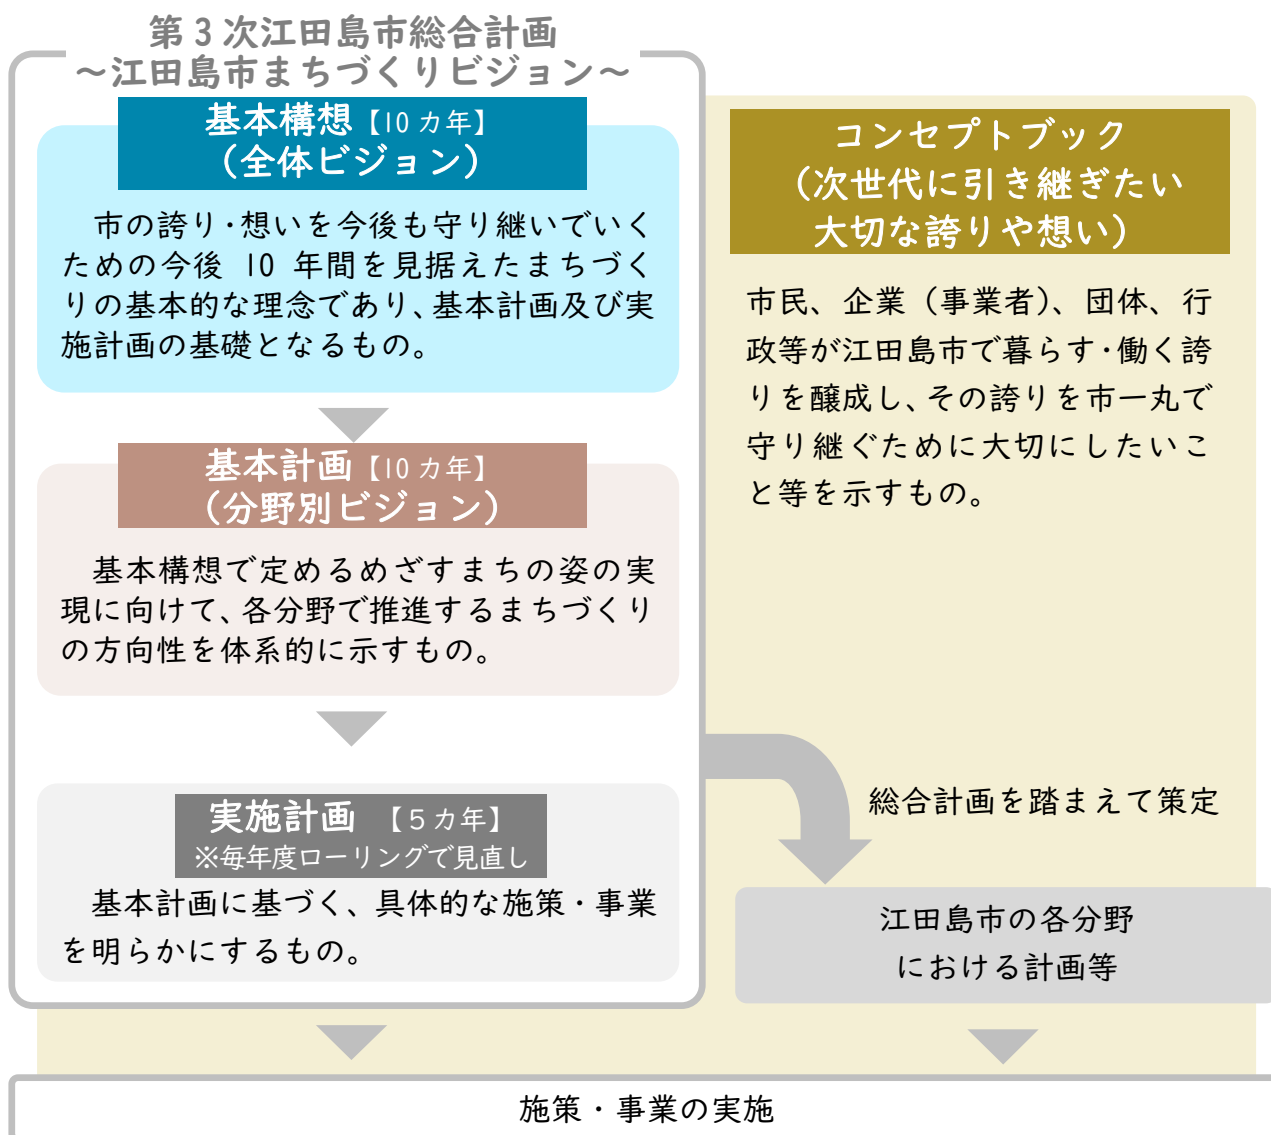 第3次江田島市総合計画
~江田島市まちづくりビジョン~
基本構想【10カ年】
(全体ビジョン)
市の誇り・想いを今後も守り継いでいく
ための今後 10 年間を見据えたまちづく
りの基本的な理念であり、基本計画及び実
施計画の基礎となるもの。
基本計画【10カ年】
(分野別ビジョン)
基本構想で定めるめざすまちの姿の実
現に向けて、各分野で推進するまちづくり
の方向性を体系的に示すもの。
実施計画 【5カ年】
※毎年度ローリングで見直し
基本計画に基づく、具体的な施策・事業
を明らかにするもの。
コンセプトブック
(次世代に引き継ぎたい
大切な誇りや想い)
市民、企業(事業者)、団体、行
政等が江田島市で暮らす・働く誇
りを醸成し、その誇りを市一丸で
守り継ぐために大切にしたいこ
と等を示すもの。
総合計画を踏まえて策定
江田島市の各分野
における計画等
施策・事業の実施